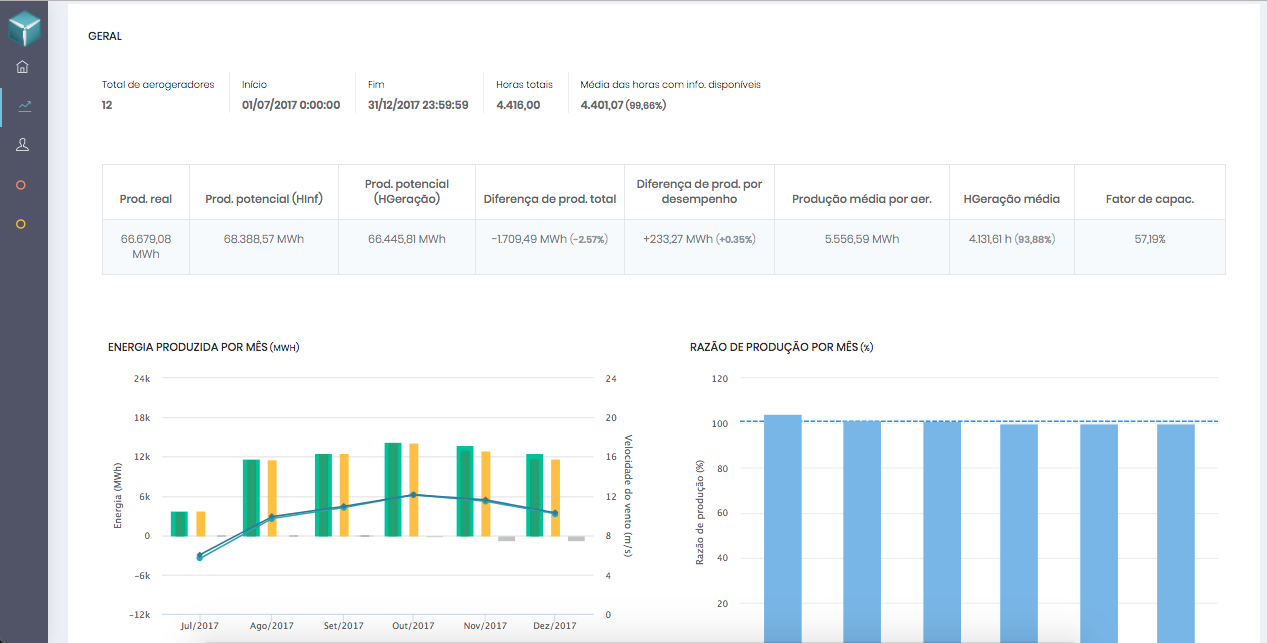 GERAL
Total de aerogeradores
12
Início
01/07/2017 0:00:00
Fim
31/12/2017 23:59:59
Horas totais
4.416,00
Média das horas com info. disponíveis
4.401,07 (99,66%)
Prod. real
Prod. potencial (HInf)
Prod. potencial
(HGeração)
Diferença de prod. total
Diferença de prod. por
desempenho
Produção média por aer.
HGeração média
Fator de capac.
66.679,08
MWh
68.388,57 MWh
66.445,81 MWh
-1.709,49 MWh (-2.57%)
+233,27 MWh (+0.35%)
5.556,59 MWh
4.131,61 h (93,88%)
57,19%
ENERGIA PRODUZIDA POR MÊS (MWH)
24k
18k
12k
6k
0
-6k
-12k
Energia (MWh)
24
20
16
12
8
4
0
Velocidade do vento (m/s)
Jul/2017
Ago/2017
Set/2017
Out/2017
Nov/2017
Dez/2017
RAZÃO DE PRODUÇÃO POR MÊS (%)
120
100
80
60
40
20
Razão de produção (%)